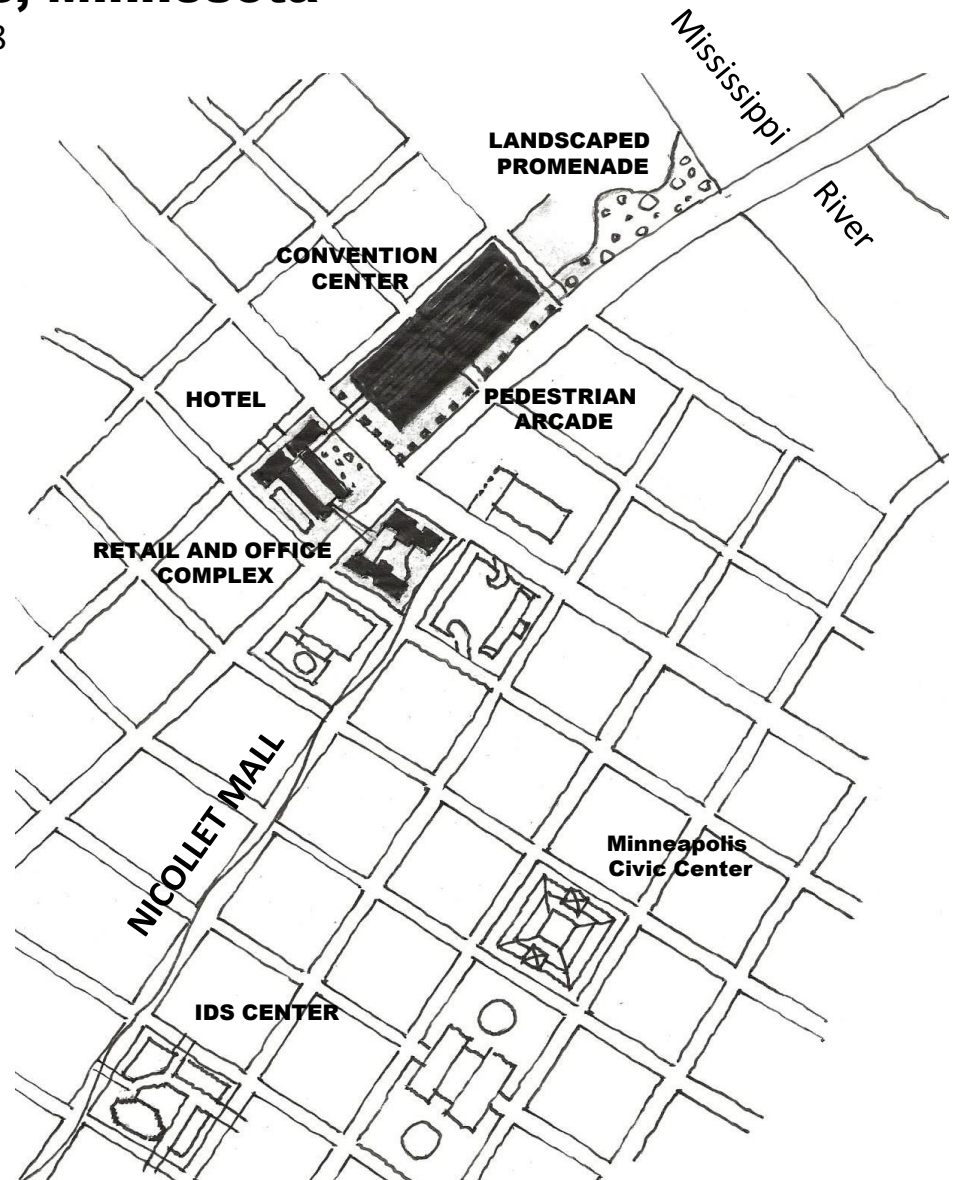 Minnesota
Mississippi
River
LANDSCAPED
PROMENADE
CONVENTION
CENTER
HOTEL
PEDESTRIAN
ARCADE
RETAIL AND OFFICE
COMPLEX
NICOLLET MALL
Minneapolis
Civic Center
IDS CENTER